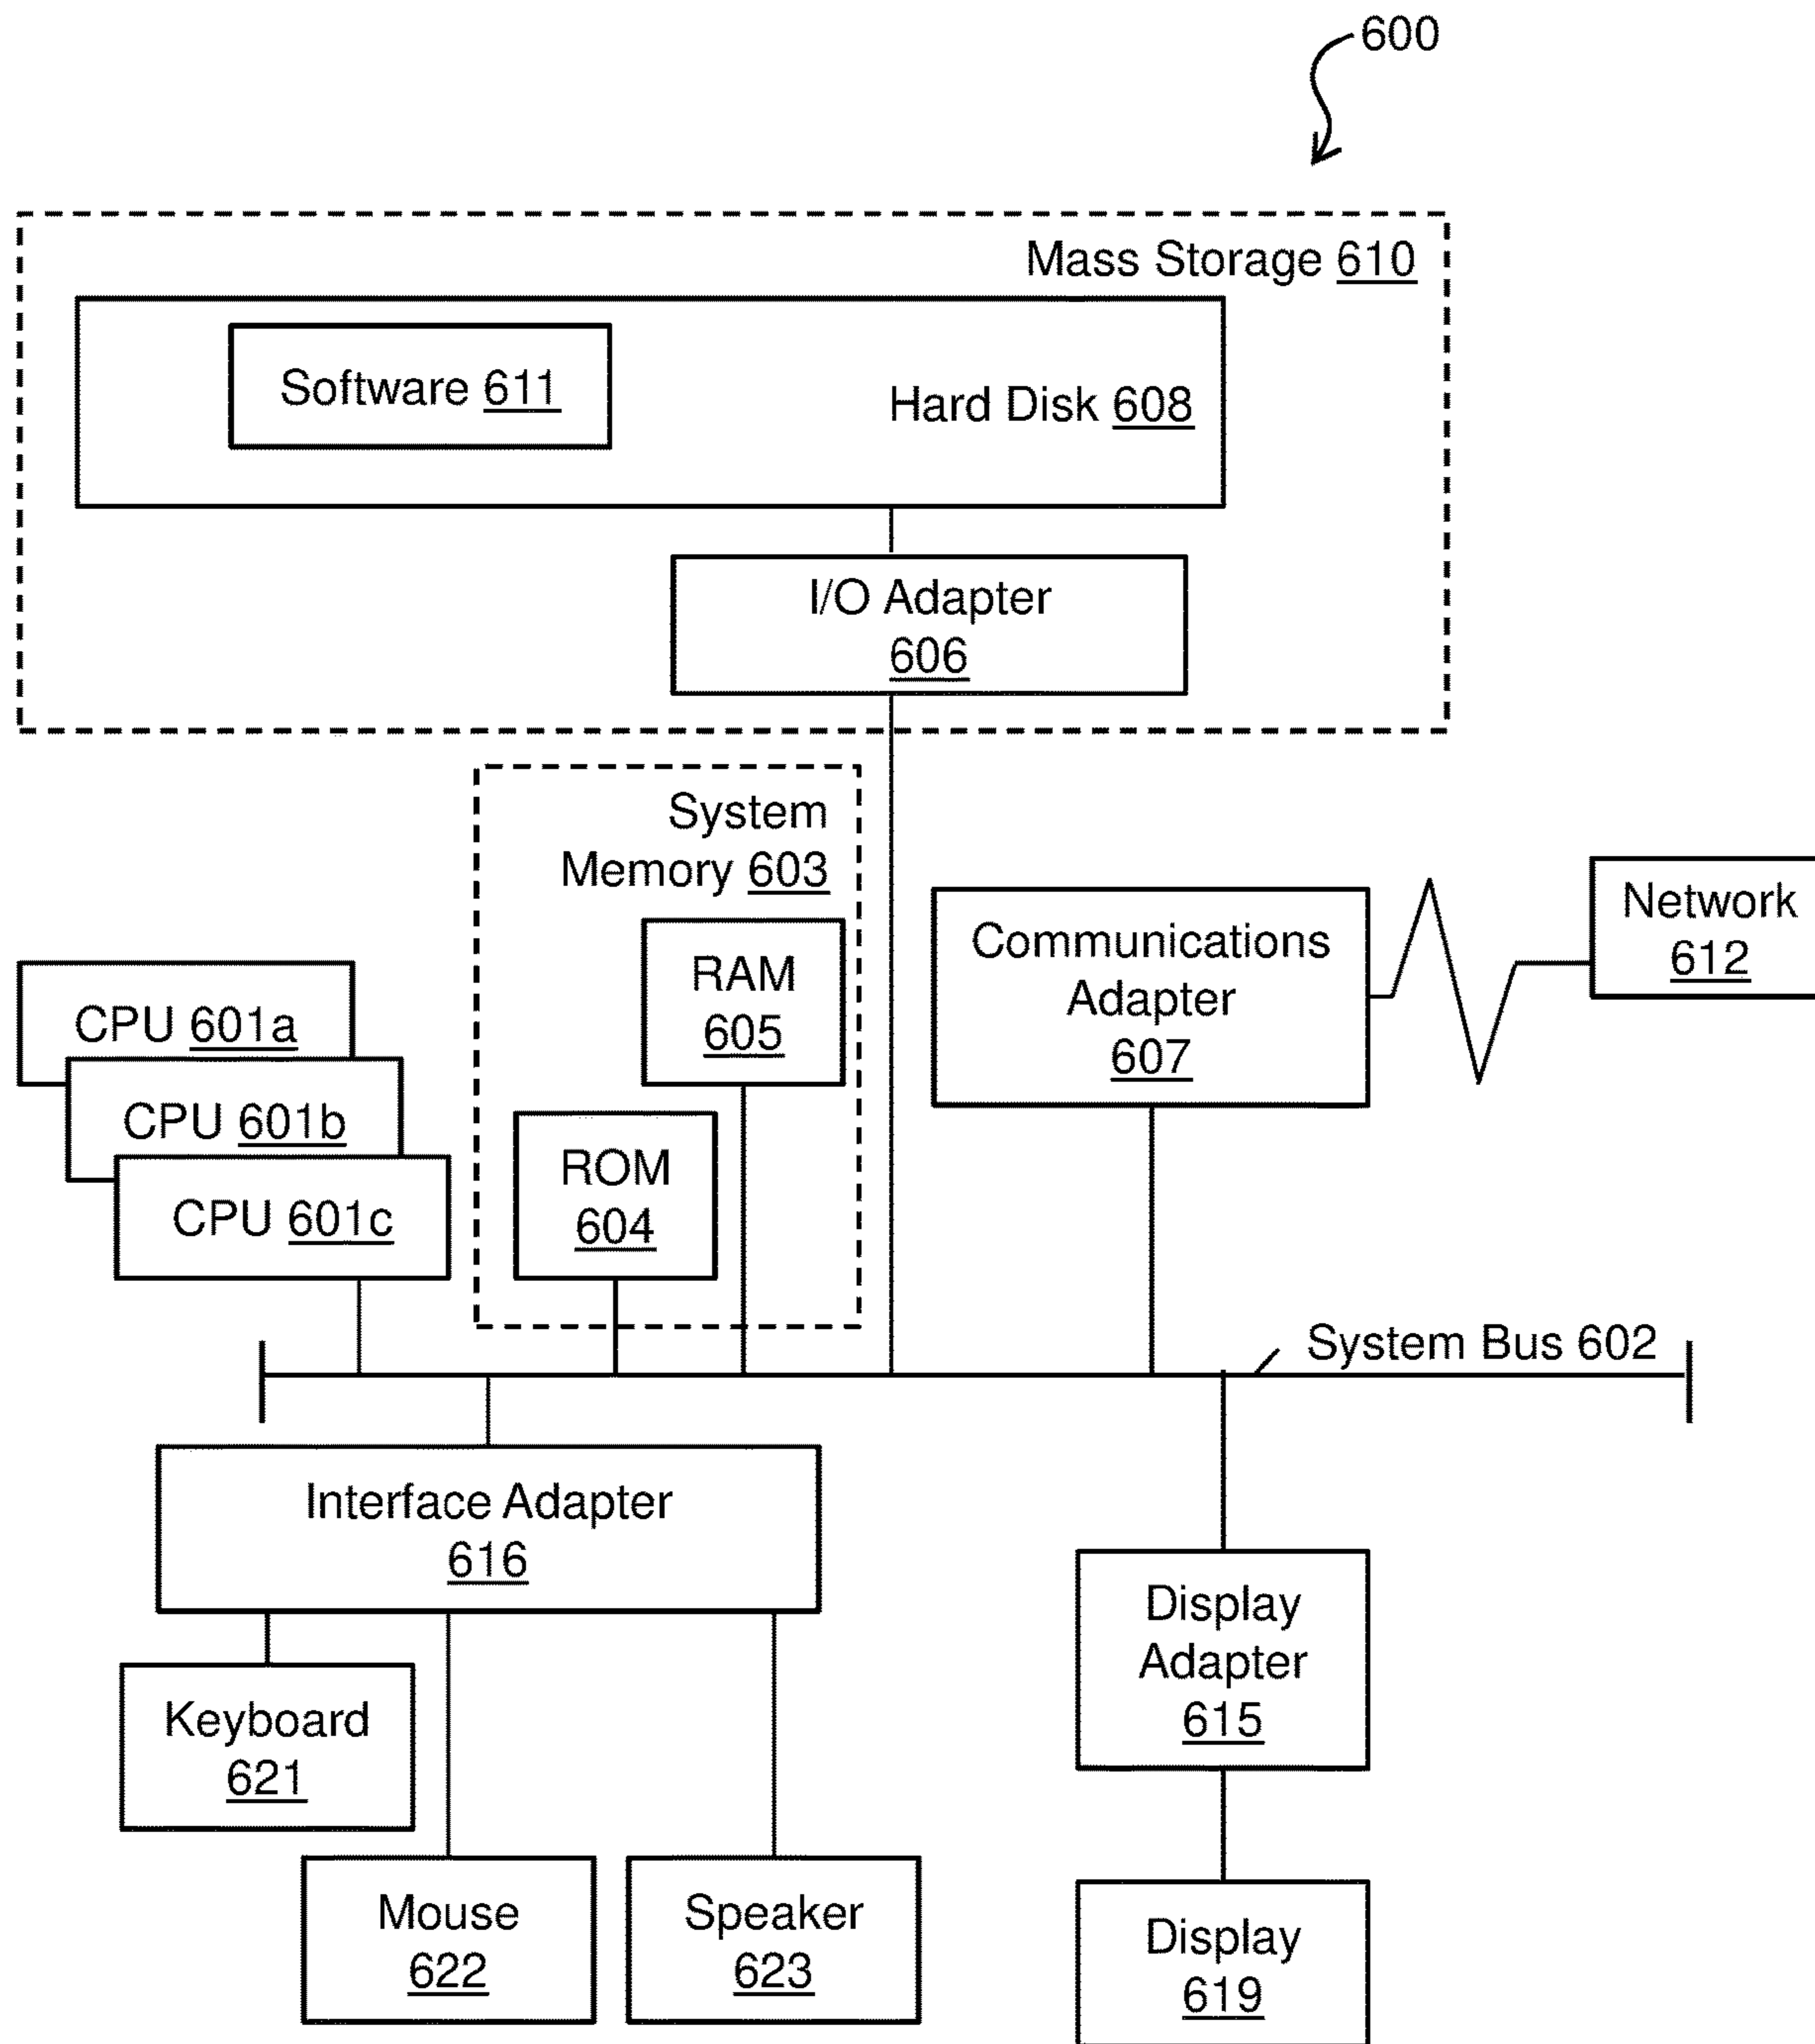 600
Mass Storage 610
Software 611
Hard Disk 608
I/O Adapter
606
System
Memory 603
RAM
605
ROM
604
Communications
Adapter
607
Network
612
CPU 601a
CPU 601b
CPU 601c
System Bus 602
Interface Adapter
616
Keyboard
621
Mouse
622
Speaker
623
Display
Adapter
615
Display
619